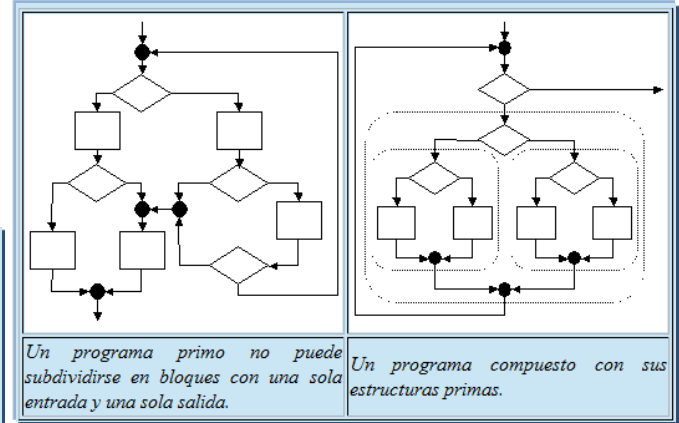 Un programa primo no puede
subdividirse en bloques con una sola
entrada y una sola salida.
Un programa compuesto con sus
estructuras primas.